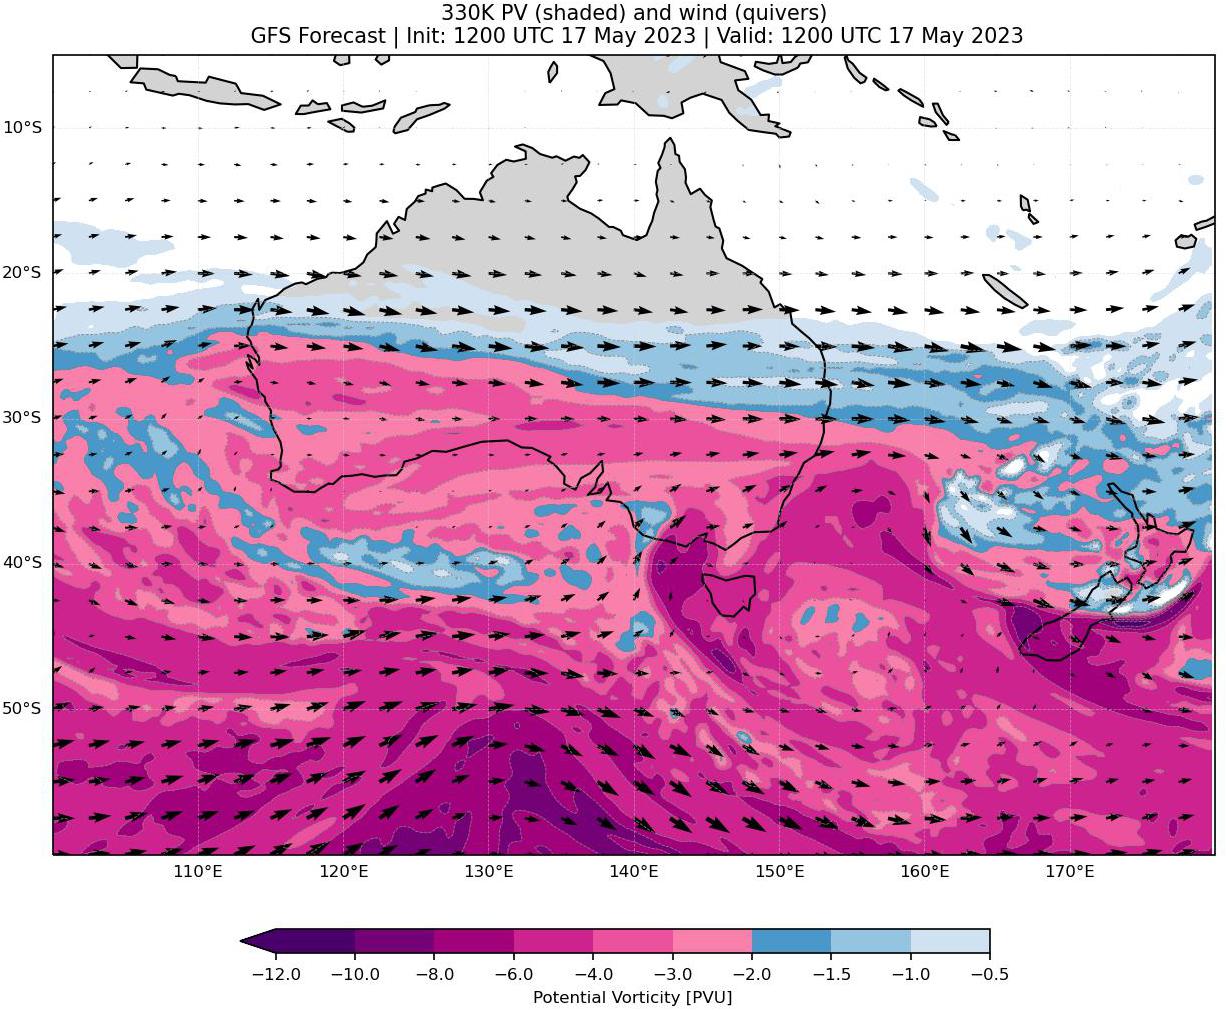 330K PV (shaded) and wind (quivers)
GFS Forecast | Init: 1200 UTC 17 May 2023 | Valid: 1200 UTC 17 May 2023
10°S
20°S
30°S
40°S
50°S
110°E 120°E 130°E 140°E 150°E 160°E 170°E
−12.0 −10.0 −8.0 −6.0 −4.0 −3.0 −2.0 −1.5 −1.0 −0.5
Potential Vorticity [PVU]